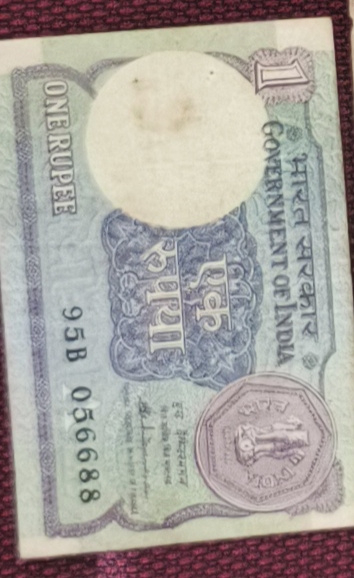 1
भारत सरकार
GOVERNMENT OF INDIA
एक
रुपया
ONE RUPEE
95B 056688